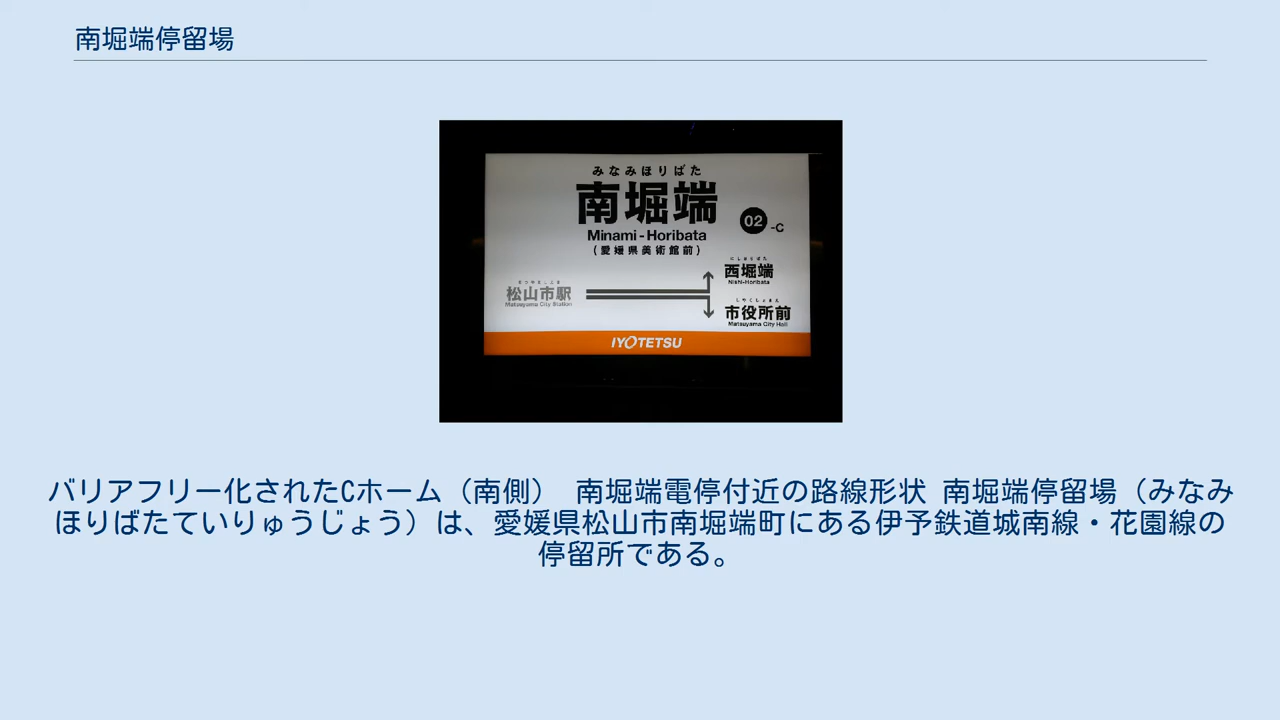 南堀端停留場
みなみほりばた
南堀端
Minami-Horibata
(愛媛県美術館前)
02-C
にしほりばた
西堀端
Nishi-Horibata
まつやましえき
松山市駅
Matsuyama City Station
しやくしょまえ
市役所前
Matsuyama City Hall
IYOTETSU
バリアフリー化されたCホーム（南側） 南堀端電停付近の路線形状 南堀端停留場（みなみ
ほりばたていりゅうじょう）は、愛媛県松山市南堀端町にある伊予鉄道城南線・花園線の
停留所である。